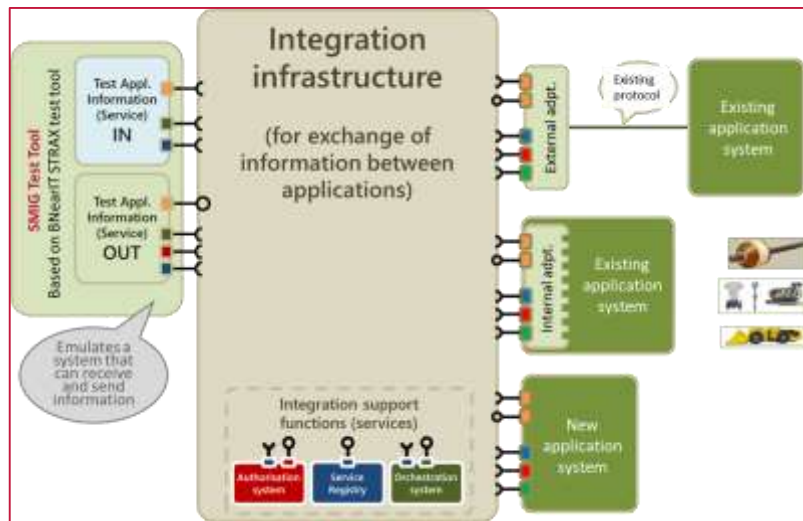 Integration
infrastructure
(for exchange of
information between
applications)
SMIG Test Tool
Based on BNearIT STRAX test tool
Test Appl.
Information
(Service)
IN
Test Appl.
Information
(Service)
OUT
Emulates a
system that
can receive
and send
information
External adpt.
Existing
protocol
Existing
application
system
Internal adpt.
Existing
application
system
New
application
system
Integration support
functions (services)
Authorisation
system
Service
Registry
Orchestration
system